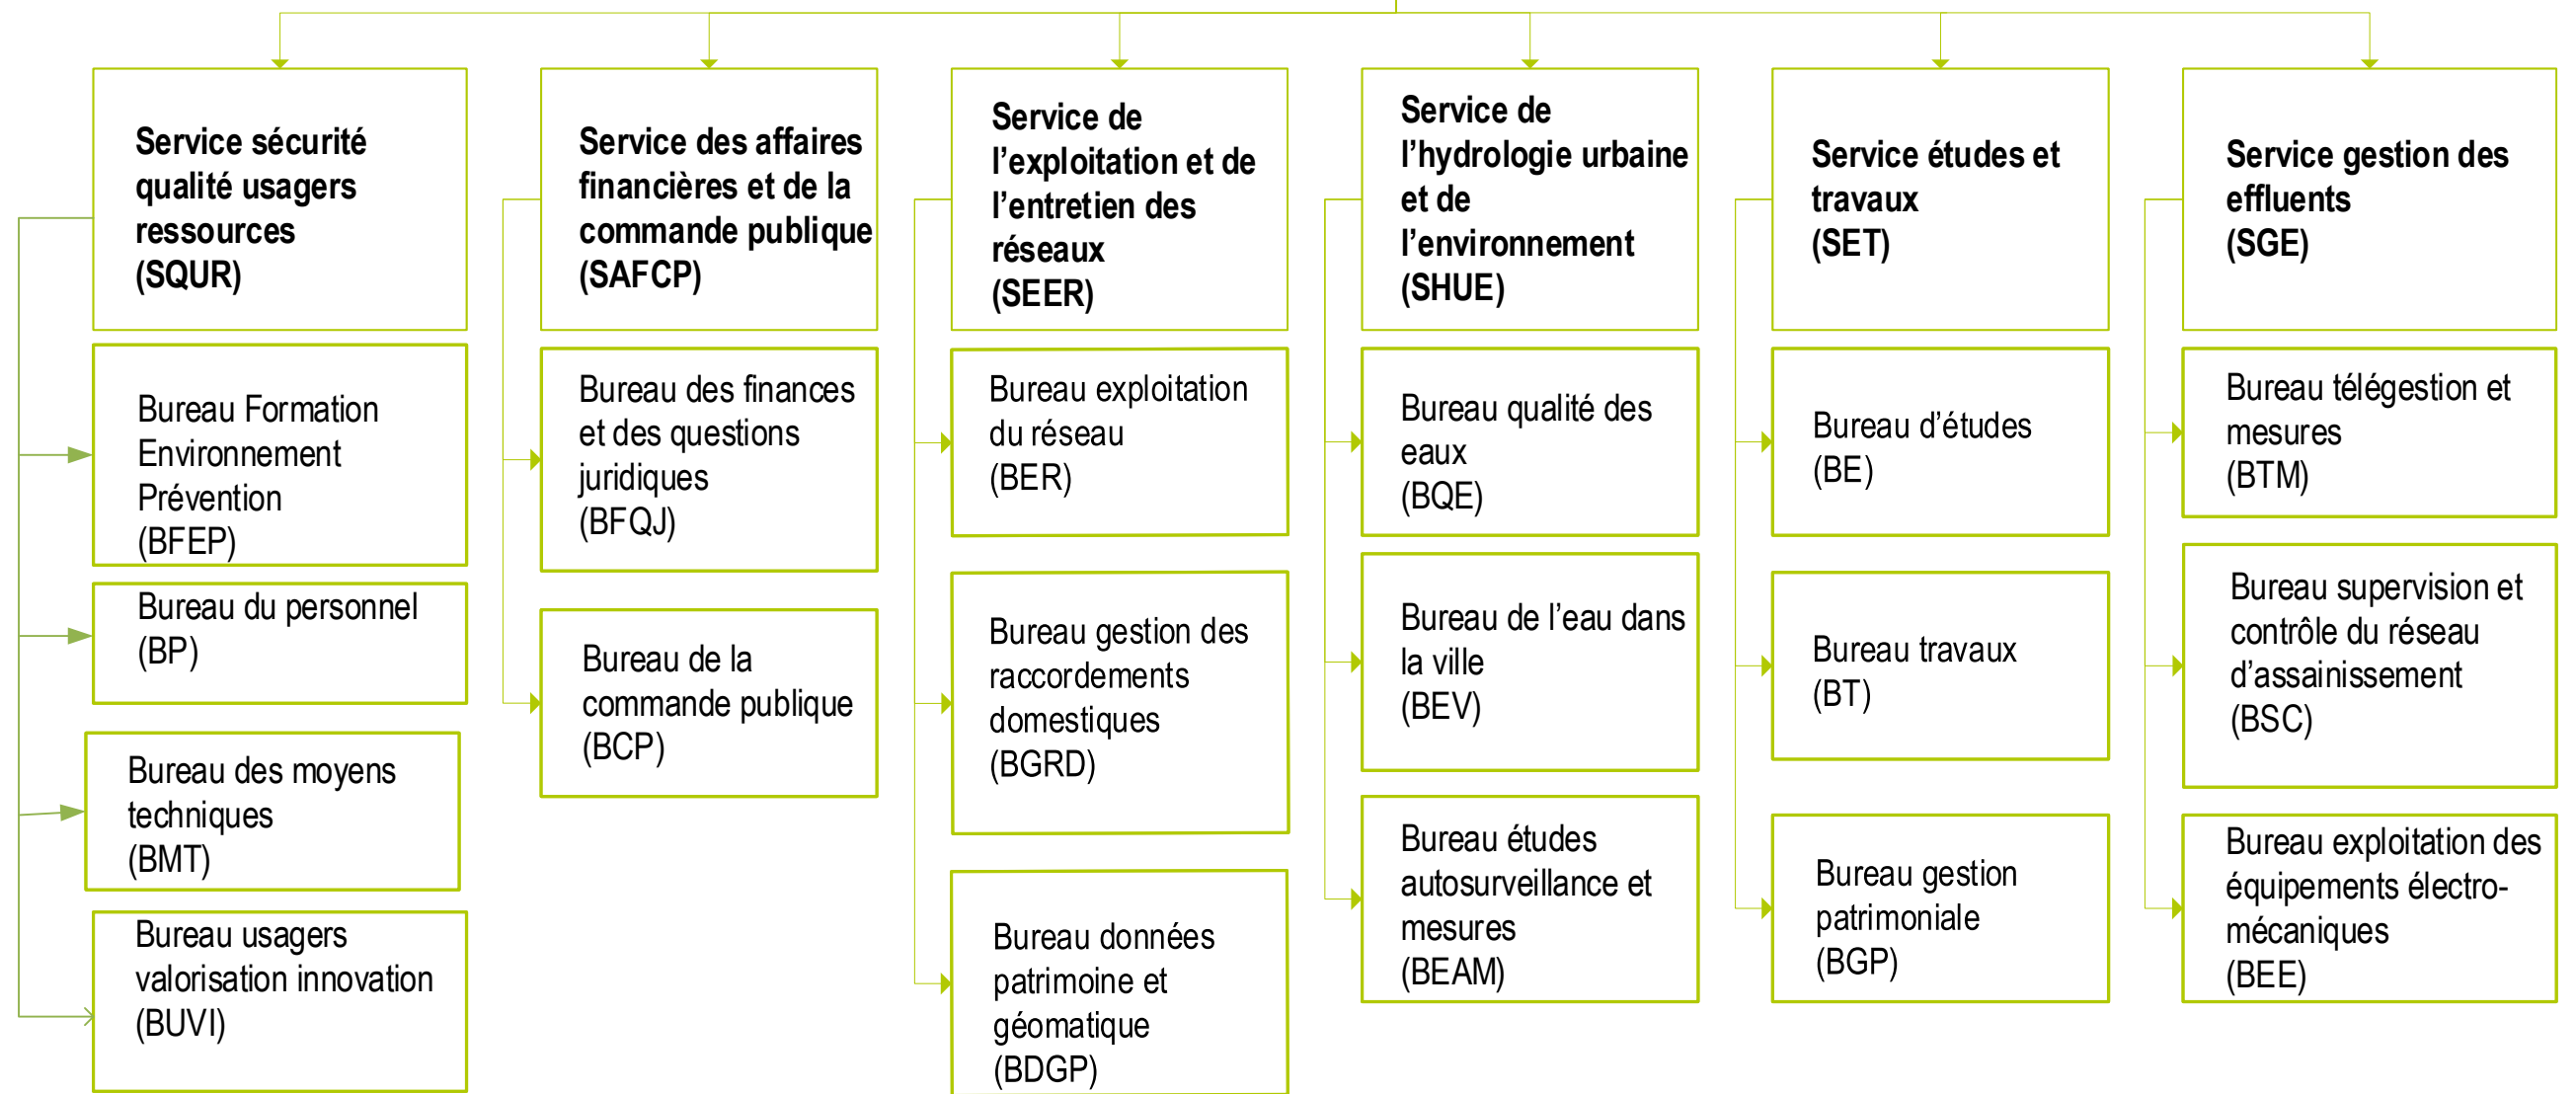 Service sécurité
qualité usagers
ressources
(SQUR)
Bureau Formation
Environnement
Prévention
(BFEP)
Bureau du personnel
(BP)
Bureau des moyens
techniques
(BMT)
Bureau usagers
valorisation innovation
(BUVI)
Service des affaires
financières et de la
commande publique
(SAFCP)
Bureau des finances
et des questions
juridiques
(BFQJ)
Bureau de la
commande publique
(BCP)
Service de
l’exploitation et de
l’entretien des
réseaux
(SEER)
Bureau exploitation
du réseau
(BER)
Bureau gestion des
raccordements
domestiques
(BGRD)
Bureau données
patrimoine et
géomatique
(BDGP)
Service de
l’hydrologie urbaine
et de
l’environnement
(SHUE)
Bureau qualité des
eaux
(BQE)
Bureau de l’eau dans
la ville
(BEV)
Bureau études
autosurveillance et
mesures
(BEAM)
Service études et
travaux
(SET)
Bureau d’études
(BE)
Bureau travaux
(BT)
Bureau gestion
patrimoniale
(BGP)
Service gestion des
effluents
(SGE)
Bureau télégestion et
mesures
(BTM)
Bureau supervision et
contrôle du réseau
d’assainissement
(BSC)
Bureau exploitation des
équipements électro-
mécaniques
(BEE)